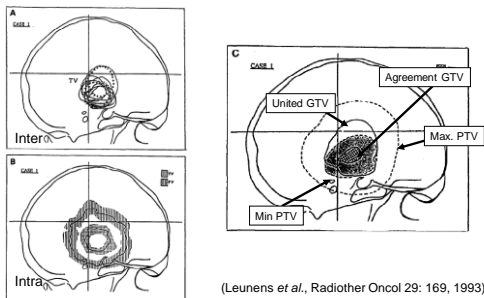 A
CASE 1
TV
Inter
B
CASE 1
Intra
C
CASE 1
Agreement GTV
United GTV
Max. PTV
Min PTV
(Leunens et al., Radiother Oncol 29: 169, 1993)